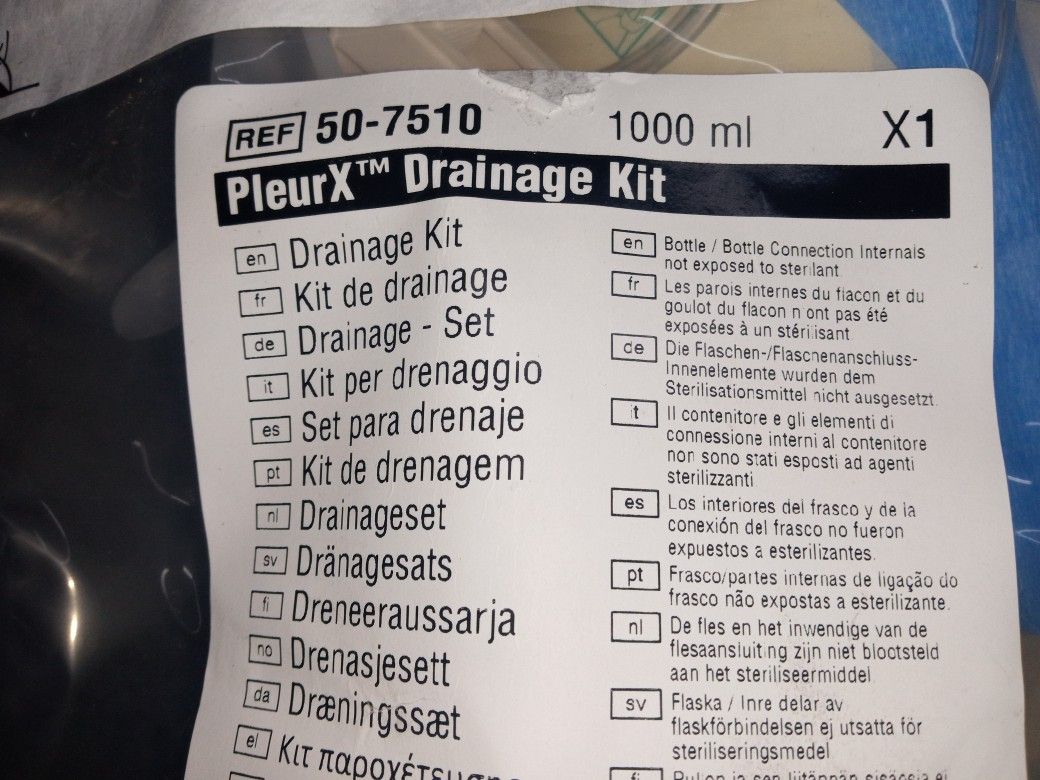 REF 50-7510 1000 ml X1
PleurX™ Drainage Kit
en Drainage Kit
fr Kit de drainage
de Drainage - Set
it Kit per drenaggio
es Set para drenaje
pt Kit de drenagem
nl Drainageset
sv Dränagesats
fi Dreneeraussarja
no Drenasjesett
da Dræningssæt
el Κιτ παροχέτευσης
en Bottle / Bottle Connection Internals
not exposed to sterilant
fr Les parois internes du flacon et du
goulot du flacon n ont pas été
exposées à un stérilisant
de Die Flaschen-/Flaschenanschluss-
Innenelemente wurden dem
Sterilisationsmittel nicht ausgesetzt.
it Il contenitore e gli elementi di
connessione interni al contenitore
non sono stati esposti ad agenti
sterilizzanti
es Los interiores del frasco y de la
conexión del frasco no fueron
expuestos a esterilizantes.
pt Frasco/partes internas de ligação do
frasco não expostas a esterilizante.
nl De fles en het inwendige van de
flesaansluiting zijn niet blootsteld
aan het steriliseermiddel
sv Flaska / Inre delar av
flaskförbindelsen ej utsatta för
steriliseringsmedel
fi